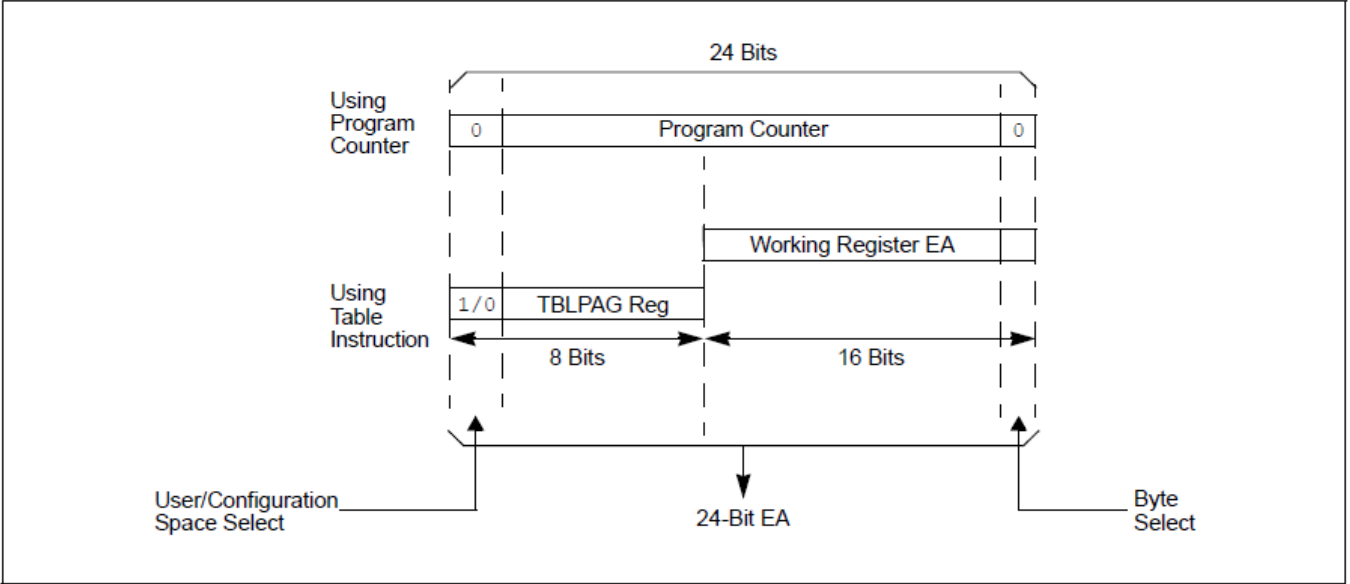 24 Bits
Using
Program
Counter
0
Program Counter
0
Working Register EA
Using
Table
Instruction
1/0
TBLPAG Reg
8 Bits
16 Bits
User/Configuration
Space Select
24-Bit EA
Byte
Select